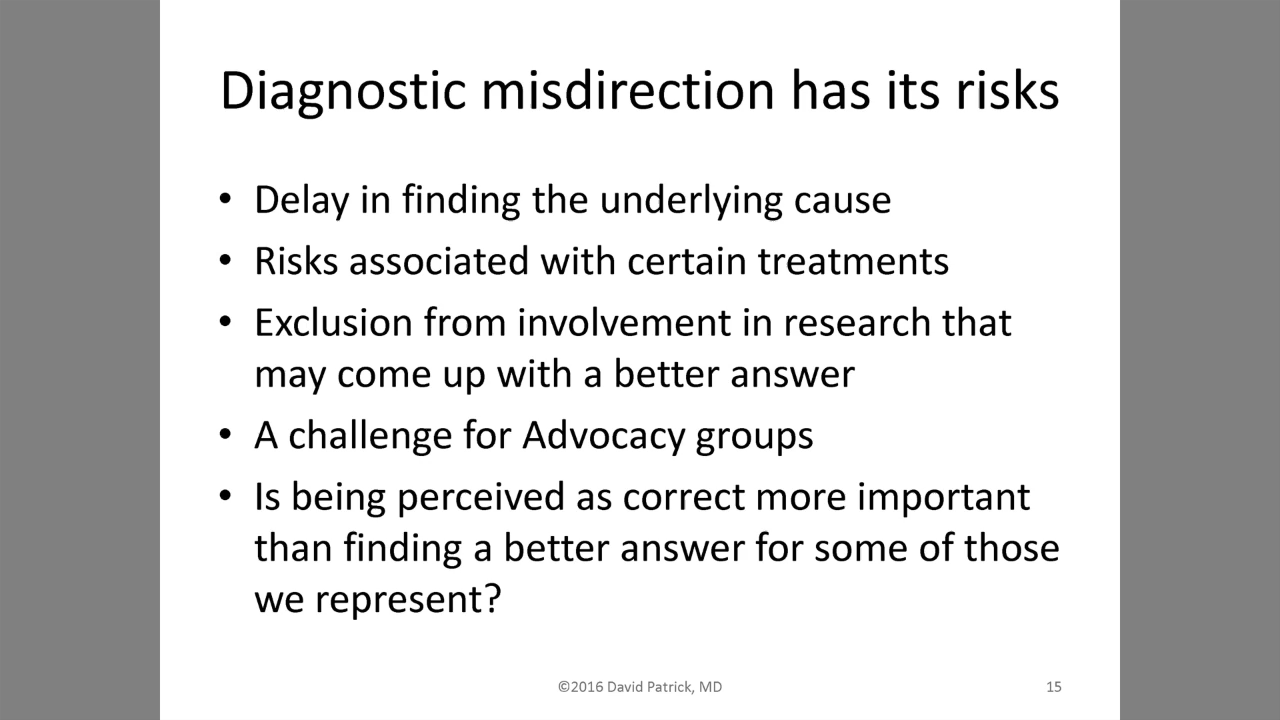 Diagnostic misdirection has its risks
• Delay in finding the underlying cause
• Risks associated with certain treatments
• Exclusion from involvement in research that
may come up with a better answer
• A challenge for Advocacy groups
• Is being perceived as correct more important
than finding a better answer for some of those
we represent?
©2016 David Patrick, MD
15